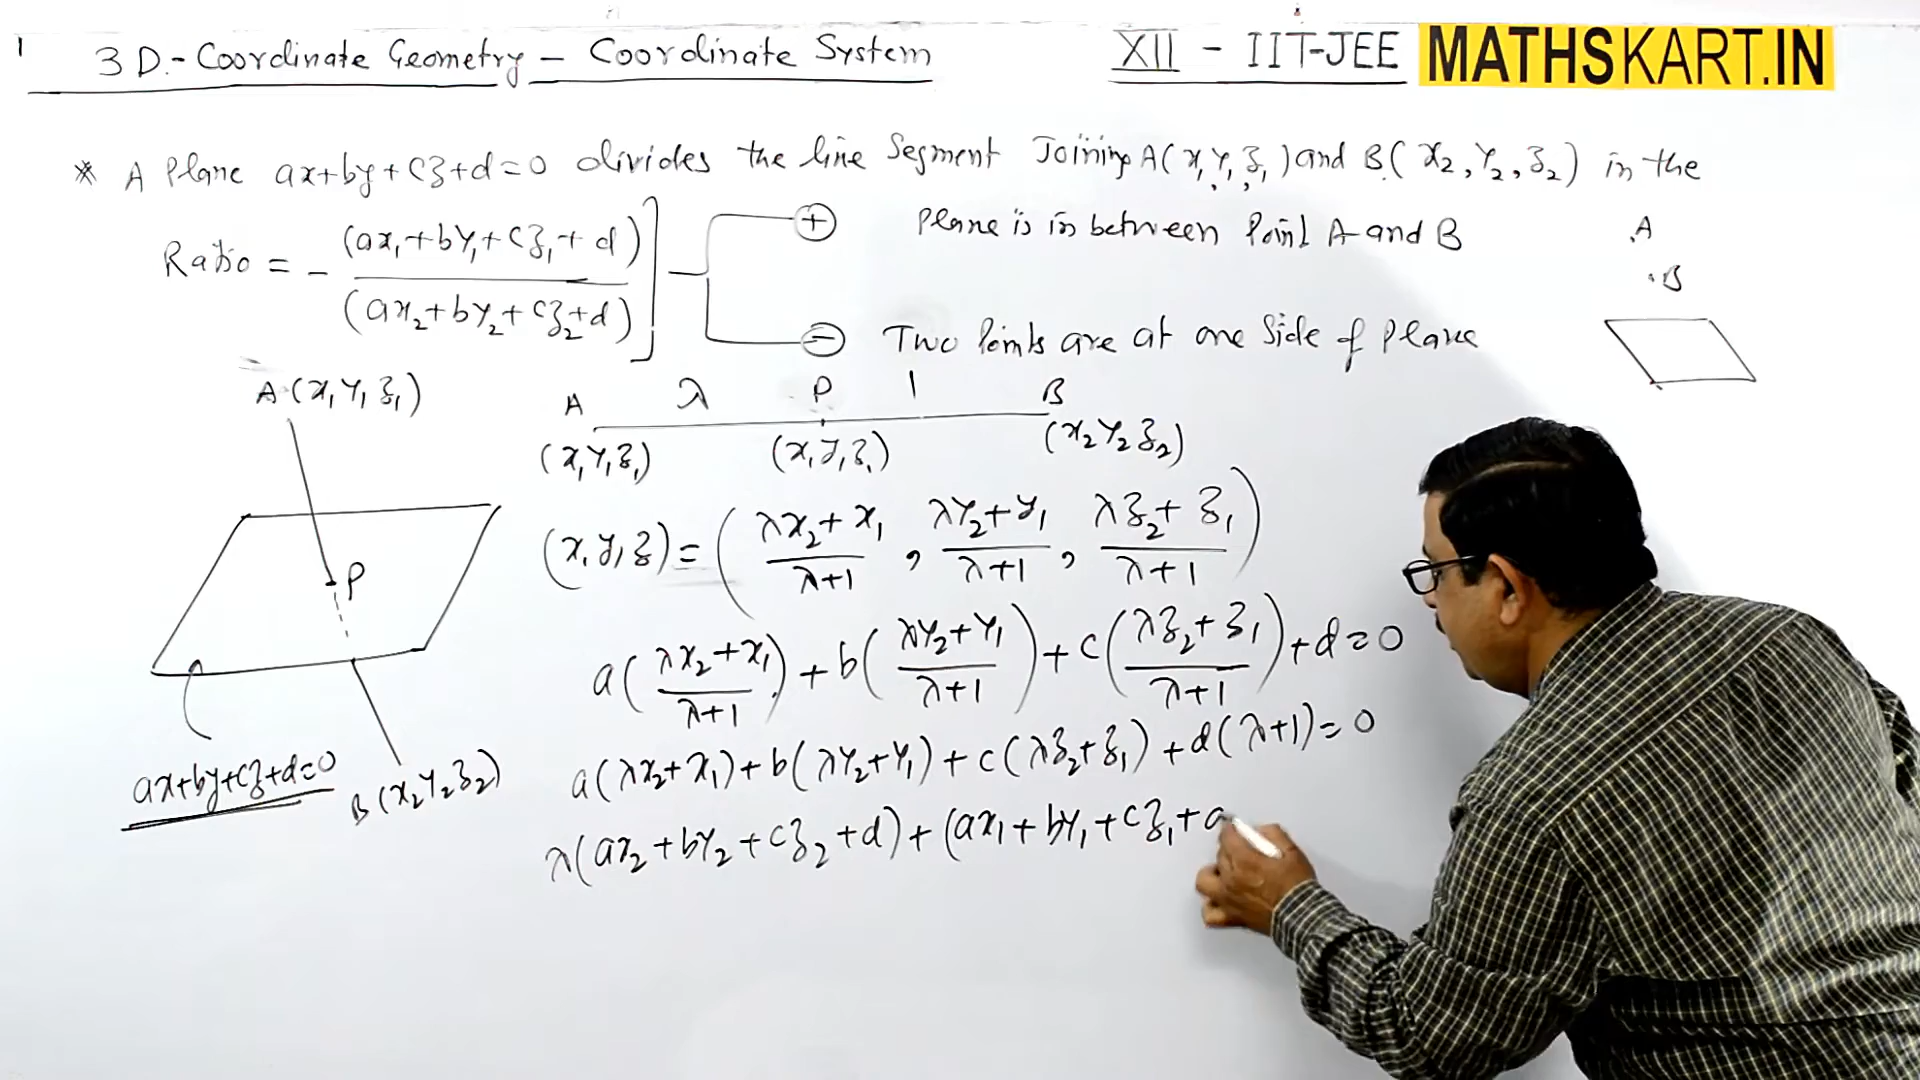 1
3D.-Coordinate Geometry - Coordinate System
XII - IIT-JEE
MATHSKART.IN
* A Plane ax+by+cz+d=0 divides the line Segment Joining A(x₁,y₁,z₁) and B(x₂,y₂,z₂) in the
Ratio = - (ax₁+by₁+cz₁+d) / (ax₂+by₂+cz₂+d)
+ Plane is in between Point A and B
- Two Points are at one Side of Plane
.A
.B
A(x₁ y₁ z₁)
P
ax+by+cz+d=0
B(x₂ y₂ z₂)
A λ P 1 B
(x₁ y₁ z₁) (x,y,z) (x₂ y₂ z₂)
(x,y,z) = ((λx₂+x₁)/(λ+1), (λy₂+y₁)/(λ+1), (λz₂+z₁)/(λ+1))
a((λx₂+x₁)/(λ+1)) + b((λy₂+y₁)/(λ+1)) + c((λz₂+z₁)/(λ+1)) + d = 0
a(λx₂+x₁)+b(λy₂+y₁)+c(λz₂+z₁)+d(λ+1)=0
λ(ax₂+by₂+cz₂+d)+(ax₁+by₁+cz₁+